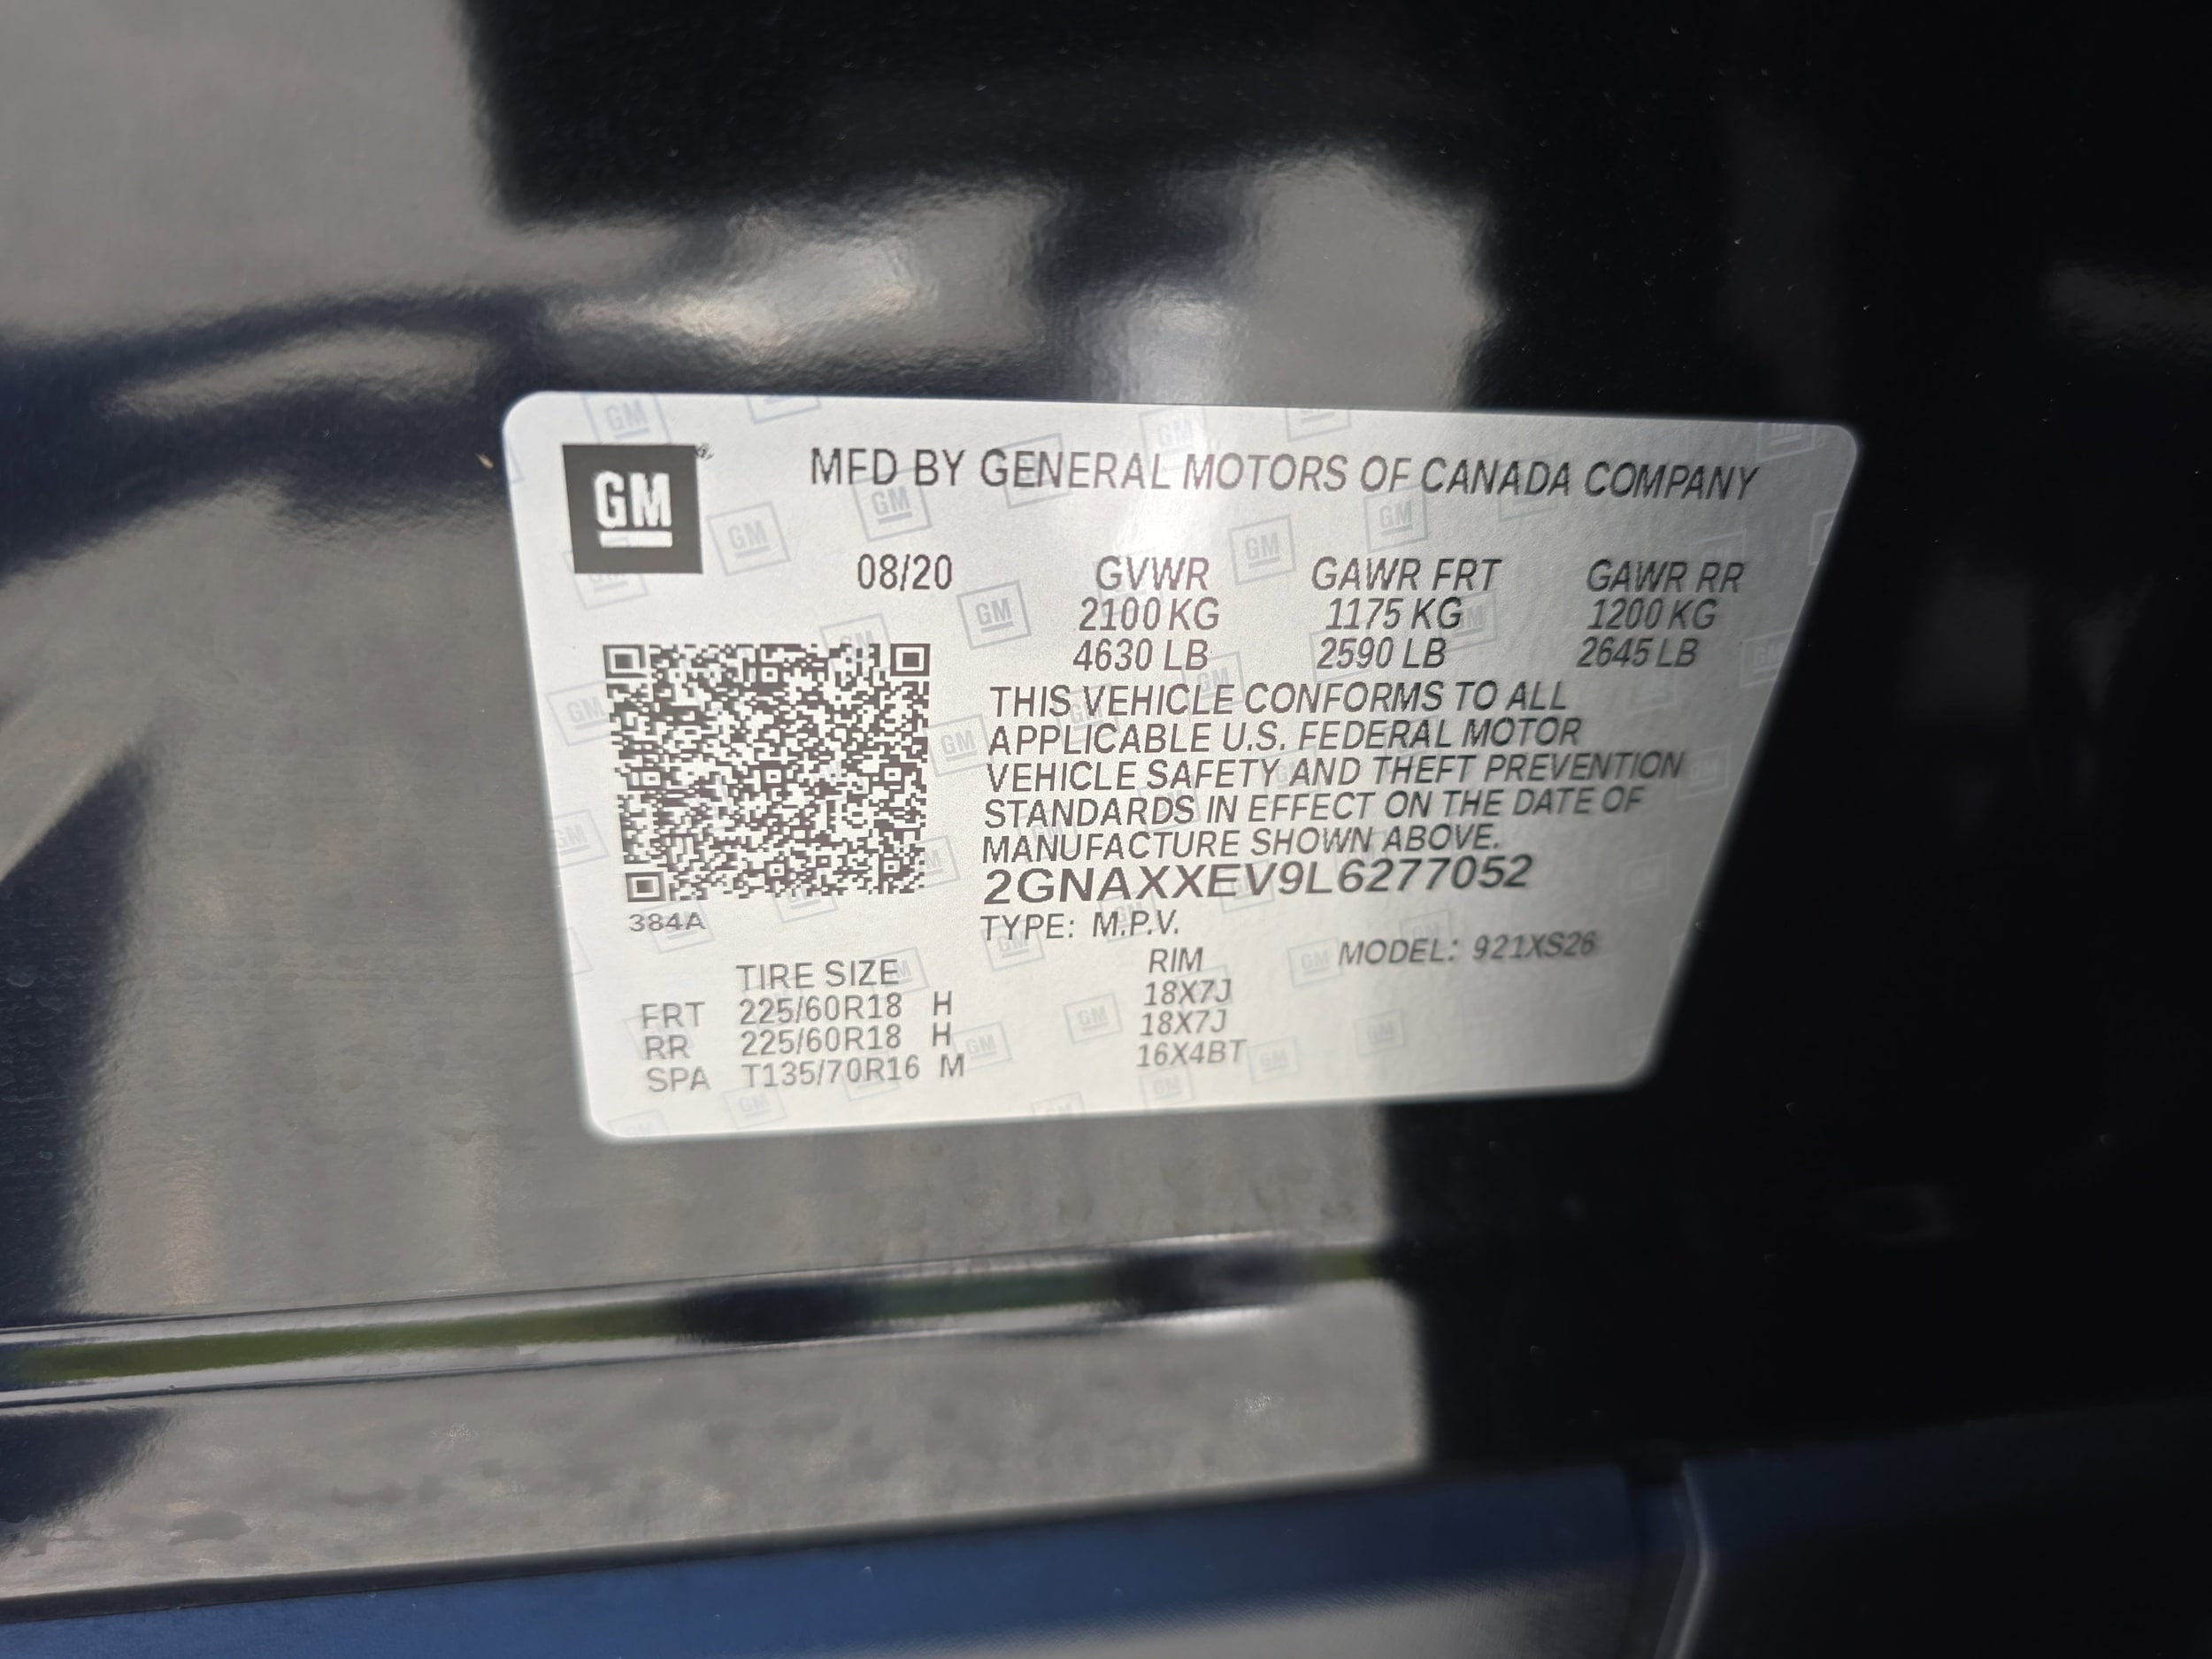 GM
MFD BY GENERAL MOTORS OF CANADA COMPANY
08/20 GVWR GAWR FRT GAWR RR
2100 KG 1175 KG 1200 KG
4630 LB 2590 LB 2645 LB
THIS VEHICLE CONFORMS TO ALL
APPLICABLE U.S. FEDERAL MOTOR
VEHICLE SAFETY AND THEFT PREVENTION
STANDARDS IN EFFECT ON THE DATE OF
MANUFACTURE SHOWN ABOVE.
2GNAXXEV9L6277052
384A
TYPE: M.P.V.
MODEL: 921XS26
TIRE SIZE RIM
FRT 225/60R18 H 18X7J
RR 225/60R18 H 18X7J
SPA T135/70R16 M 16X4BT